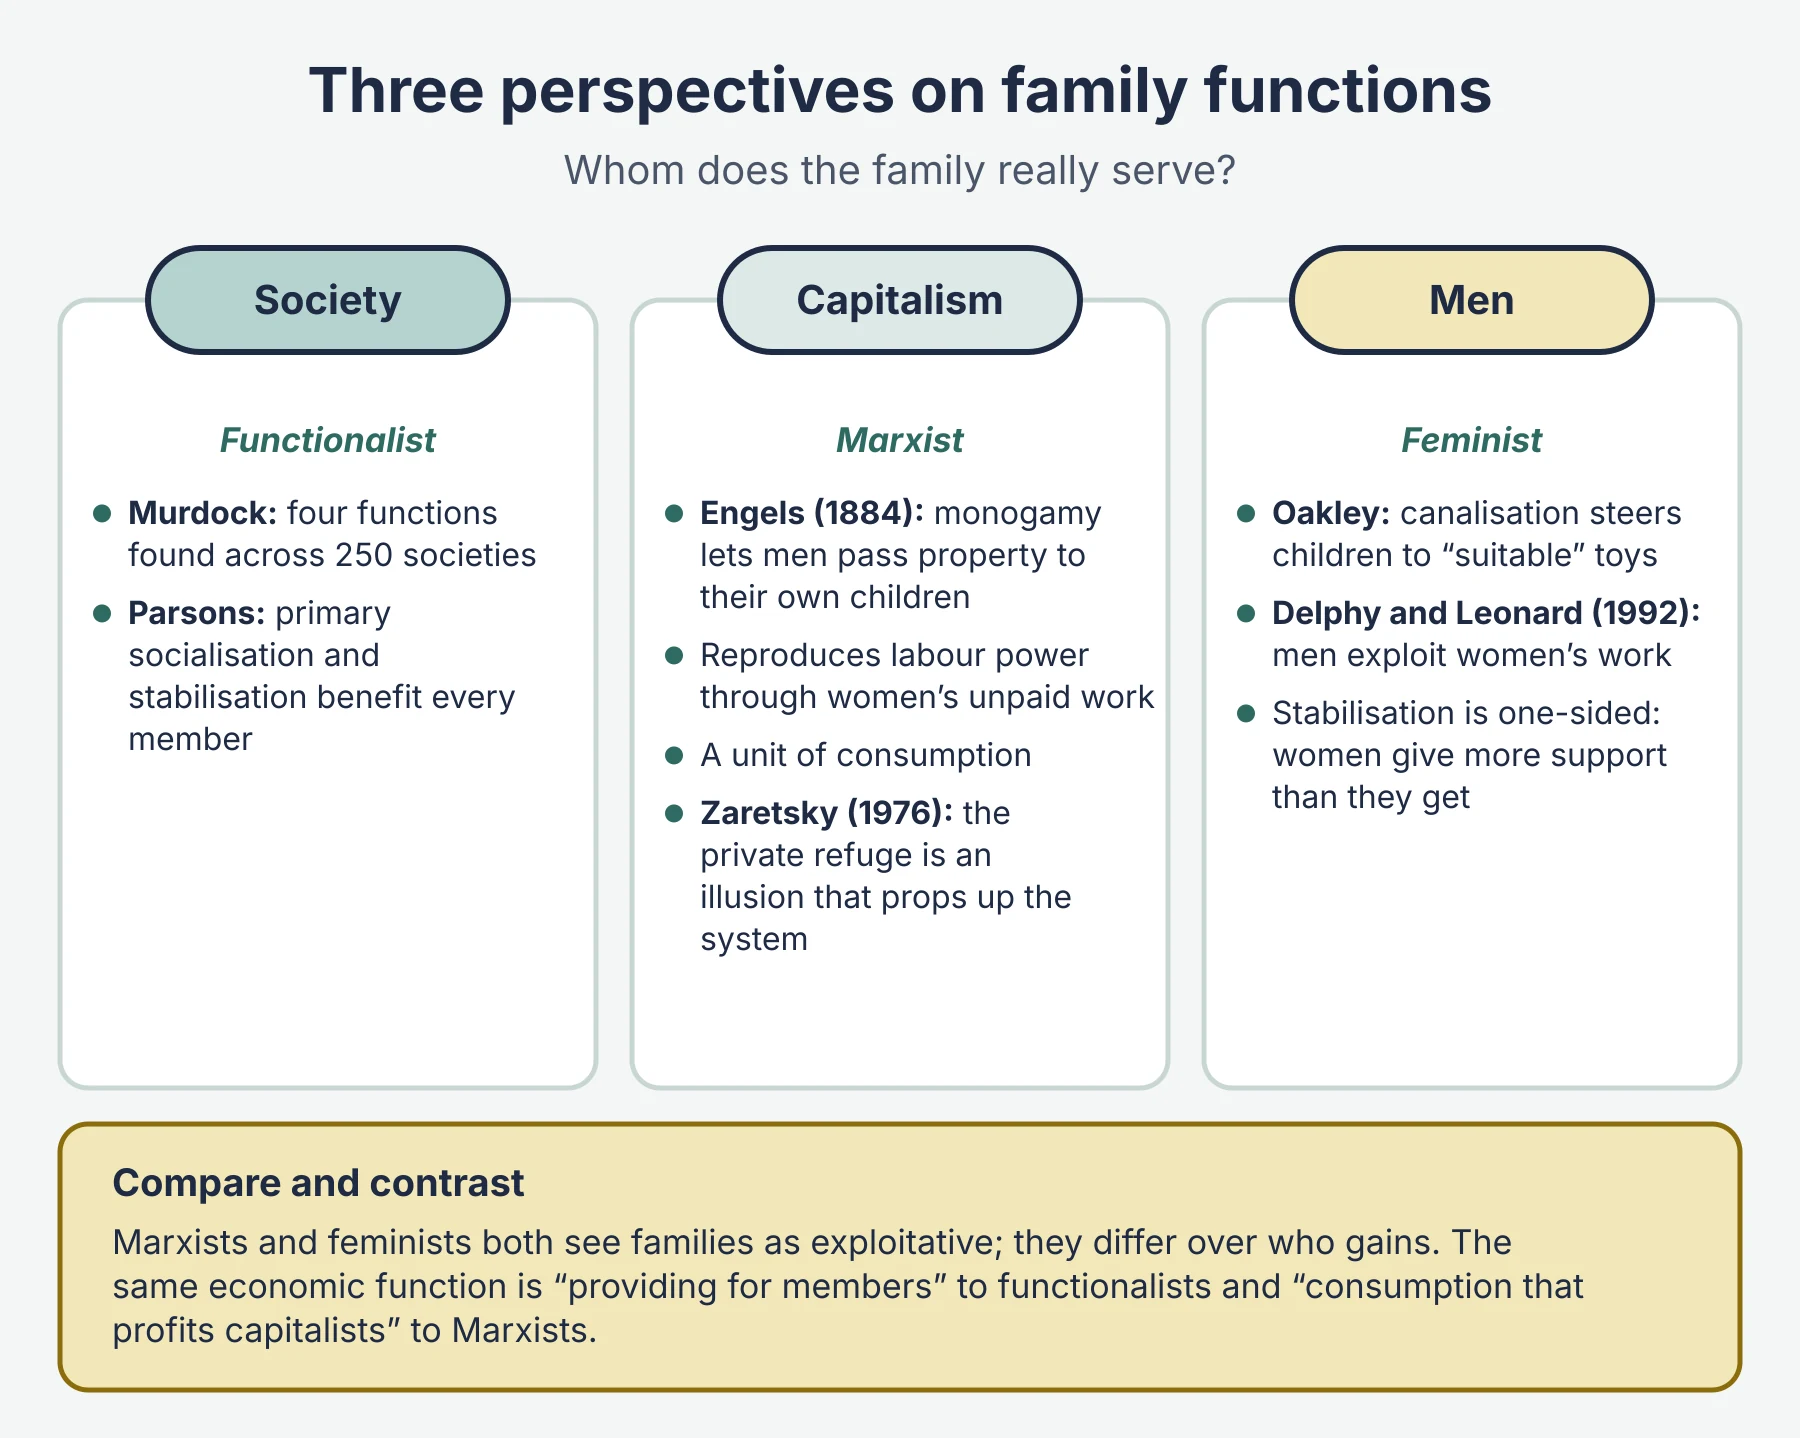 Three perspectives on family functions
Whom does the family really serve?
Society
Functionalist
Murdock: four functions
found across 250 societies
Parsons: primary
socialisation and
stabilisation benefit every
member
Capitalism
Marxist
Engels (1884): monogamy
lets men pass property to
their own children
Reproduces labour power
through women’s unpaid work
A unit of consumption
Zaretsky (1976): the
private refuge is an
illusion that props up the
system
Men
Feminist
Oakley: canalisation steers
children to “suitable” toys
Delphy and Leonard (1992):
men exploit women’s work
Stabilisation is one-sided:
women give more support
than they get
Compare and contrast
Marxists and feminists both see families as exploitative; they differ over who gains. The
same economic function is “providing for members” to functionalists and “consumption that
profits capitalists” to Marxists.